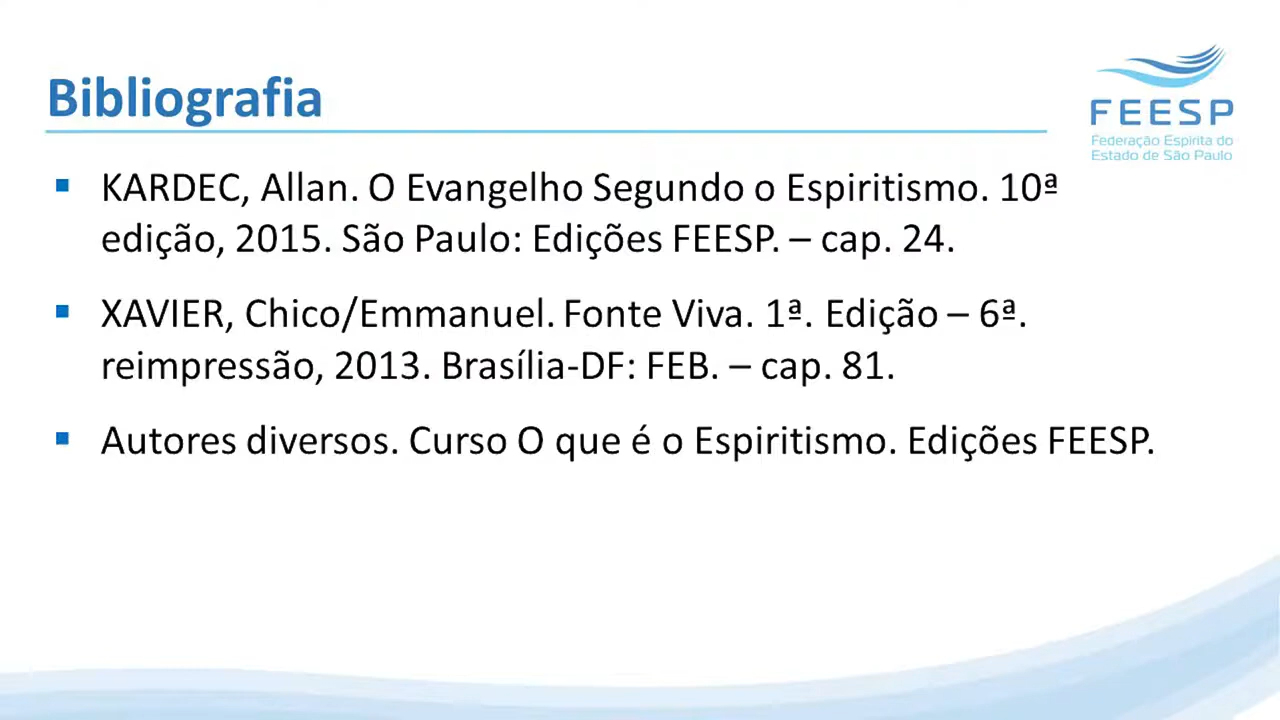 Bibliografia
FEESP
Federação Espírita do
Estado de São Paulo
▪ KARDEC, Allan. O Evangelho Segundo o Espiritismo. 10ª
edição, 2015. São Paulo: Edições FEESP. – cap. 24.
▪ XAVIER, Chico/Emmanuel. Fonte Viva. 1ª. Edição – 6ª.
reimpressão, 2013. Brasília-DF: FEB. – cap. 81.
▪ Autores diversos. Curso O que é o Espiritismo. Edições FEESP.